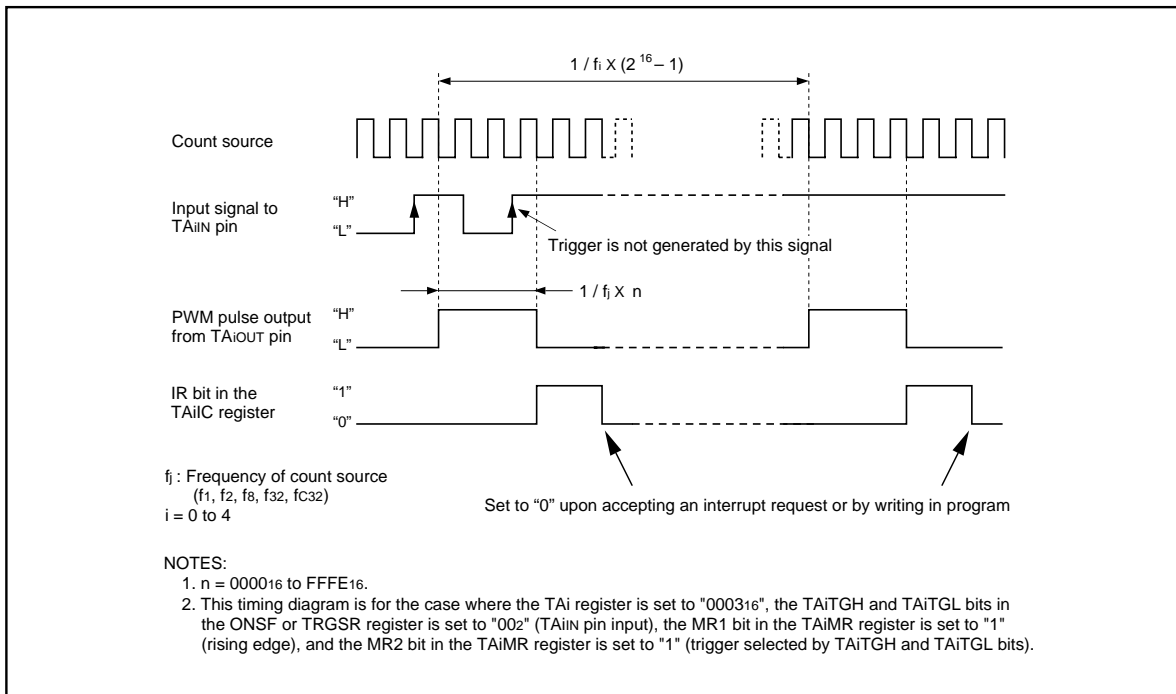 1 / fi X (2 16 – 1)
Count source
Input signal to
TAiIN pin
“H”
“L”
Trigger is not generated by this signal
1 / fj X n
PWM pulse output
from TAiOUT pin
“H”
“L”
IR bit in the
TAiIC register
“1”
“0”
fj : Frequency of count source
(f1, f2, f8, f32, fC32)
i = 0 to 4
Set to “0” upon accepting an interrupt request or by writing in program
NOTES:
1. n = 000016 to FFFE16.
2. This timing diagram is for the case where the TAi register is set to "000316", the TAiTGH and TAiTGL bits in
the ONSF or TRGSR register is set to "002" (TAiIN pin input), the MR1 bit in the TAiMR register is set to "1"
(rising edge), and the MR2 bit in the TAiMR register is set to "1" (trigger selected by TAiTGH and TAiTGL bits).